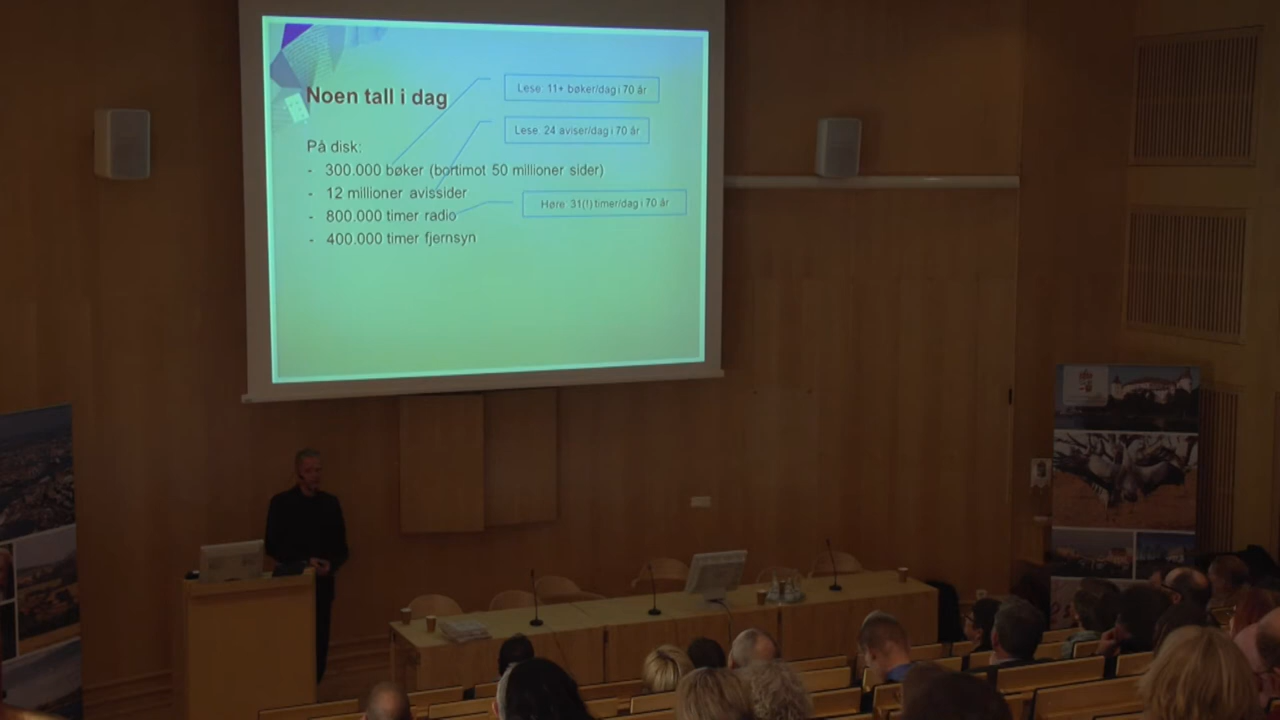 Noen tall i dag
Lese: 11+ bøker/dag i 70 år
Lese: 24 aviser/dag i 70 år
På disk:
- 300.000 bøker (bortimot 50 millioner sider)
- 12 millioner avissider
- 800.000 timer radio
Høre: 31(!) timer/dag i 70 år
- 400.000 timer fjernsyn